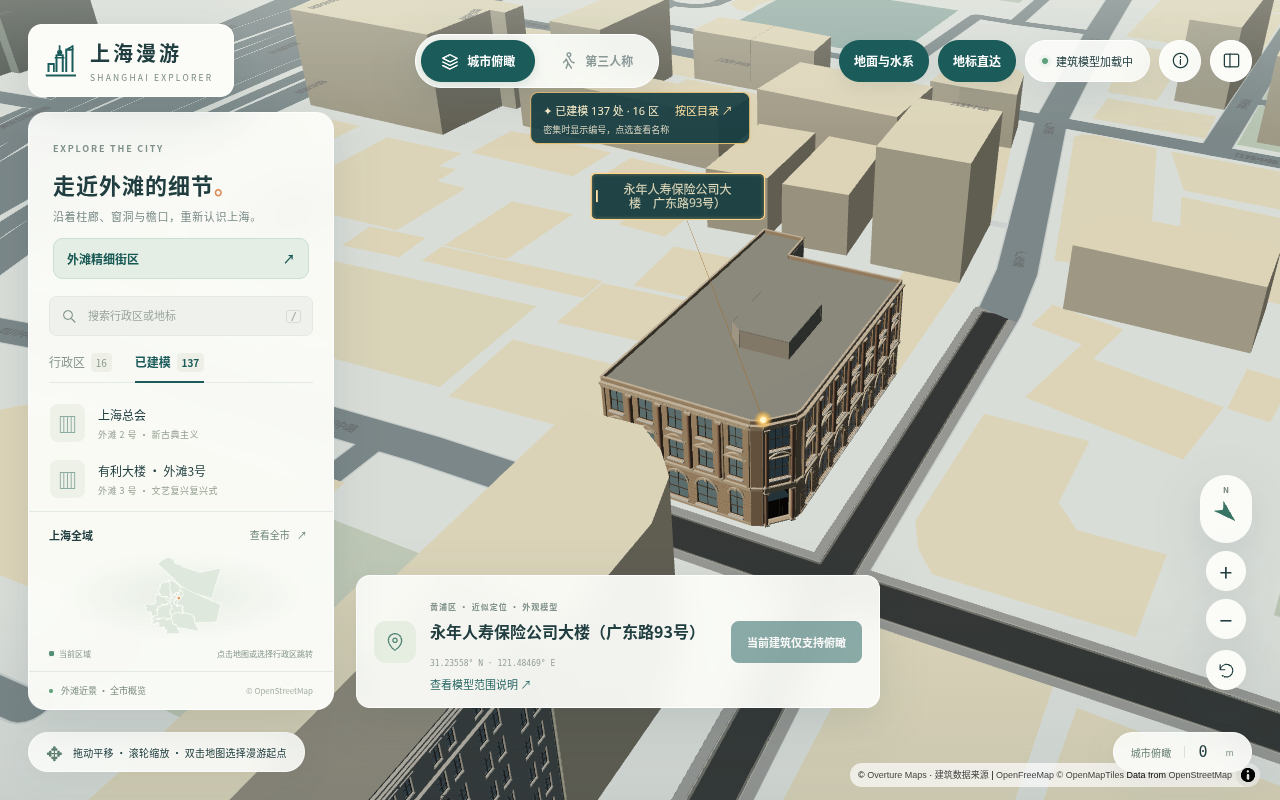 上海漫游
SHANGHAI EXPLORER
城市俯瞰
第三人称
地面与水系
地标直达
建筑模型加载中
✦ 已建模 137 处 · 16 区 按区目录 ↗
密集时显示编号，点选查看名称
永年人寿保险公司大
楼 广东路93号）
EXPLORE THE CITY
走近外滩的细节。
沿着柱廊、窗洞与檐口，重新认识上海。
外滩精细街区 ↗
搜索行政区或地标 /
行政区 16 已建模 137
上海总会
外滩 2 号 · 新古典主义
有利大楼 · 外滩3号
外滩 3 号 · 文艺复兴复兴式
上海全域 查看全市 ↗
当前区域 点击地图或选择行政区跳转
外滩近景 · 全市概览 © OpenStreetMap
拖动平移 · 滚轮缩放 · 双击地图选择漫游起点
黄浦区 · 近似定位 · 外观模型
永年人寿保险公司大楼（广东路93号）
31.23558° N · 121.48469° E
查看模型范围说明 ↗
当前建筑仅支持俯瞰
N
+
−
城市俯瞰 0 m
© Overture Maps · 建筑数据来源 | OpenFreeMap © OpenMapTiles Data from OpenStreetMap